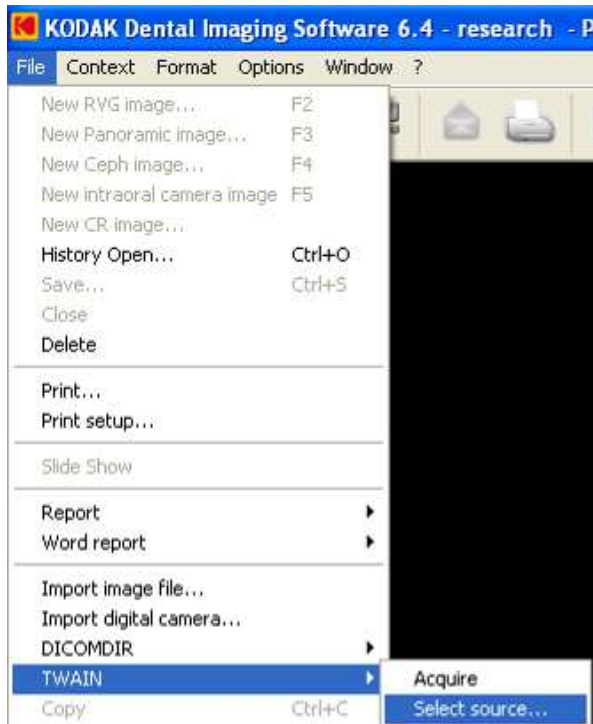 KODAK Dental Imaging Software 6.4 - research - P
File Context Format Options Window ?
New RVG image... F2
New Panoramic image... F3
New Ceph image... F4
New intraoral camera image F5
New CR image...
History Open... Ctrl+O
Save... Ctrl+S
Close
Delete
Print...
Print setup...
Slide Show
Report
Word report
Import image file...
Import digital camera...
DICOMDIR
TWAIN
Acquire
Copy Ctrl+C
Select source...